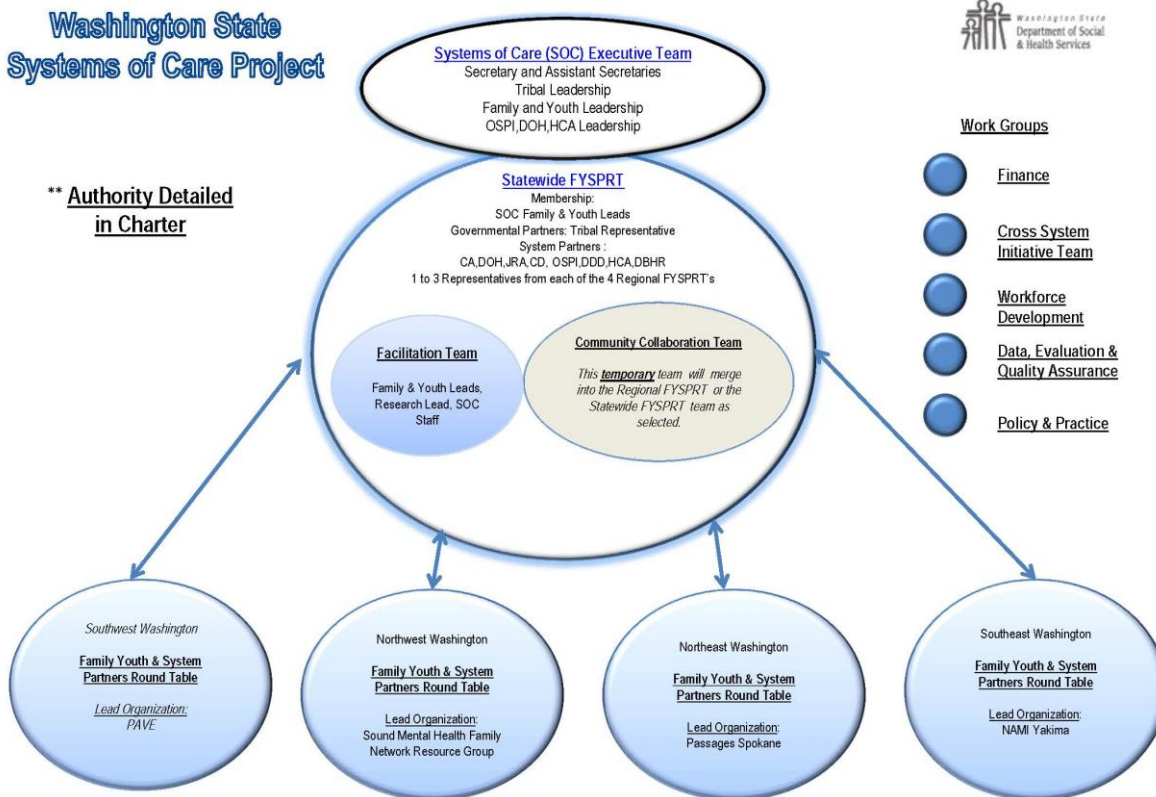 Washington State
Systems of Care Project
Washington State
Department of Social
& Health Services
Systems of Care (SOC) Executive Team
Secretary and Assistant Secretaries
Tribal Leadership
Family and Youth Leadership
OSPI,DOH,HCA Leadership
** Authority Detailed
in Charter
Statewide FYSPRT
Membership:
SOC Family & Youth Leads
Governmental Partners: Tribal Representative
System Partners :
CA,DOH,JRA,CD, OSPI,DDD,HCA,DBHR
1 to 3 Representatives from each of the 4 Regional FYSPRT's
Facilitation Team
Family & Youth Leads,
Research Lead, SOC
Staff
Community Collaboration Team
This temporary team will merge
into the Regional FYSPRT or the
Statewide FYSPRT team as
selected.
Work Groups
Finance
Cross System
Initiative Team
Workforce
Development
Data, Evaluation &
Quality Assurance
Policy & Practice
Southwest Washington
Family Youth & System
Partners Round Table
Lead Organization:
PAVE
Northwest Washington
Family Youth & System
Partners Round Table
Lead Organization:
Sound Mental Health Family
Network Resource Group
Northeast Washington
Family Youth & System
Partners Round Table
Lead Organization:
Passages Spokane
Southeast Washington
Family Youth & System
Partners Round Table
Lead Organization:
NAMI Yakima